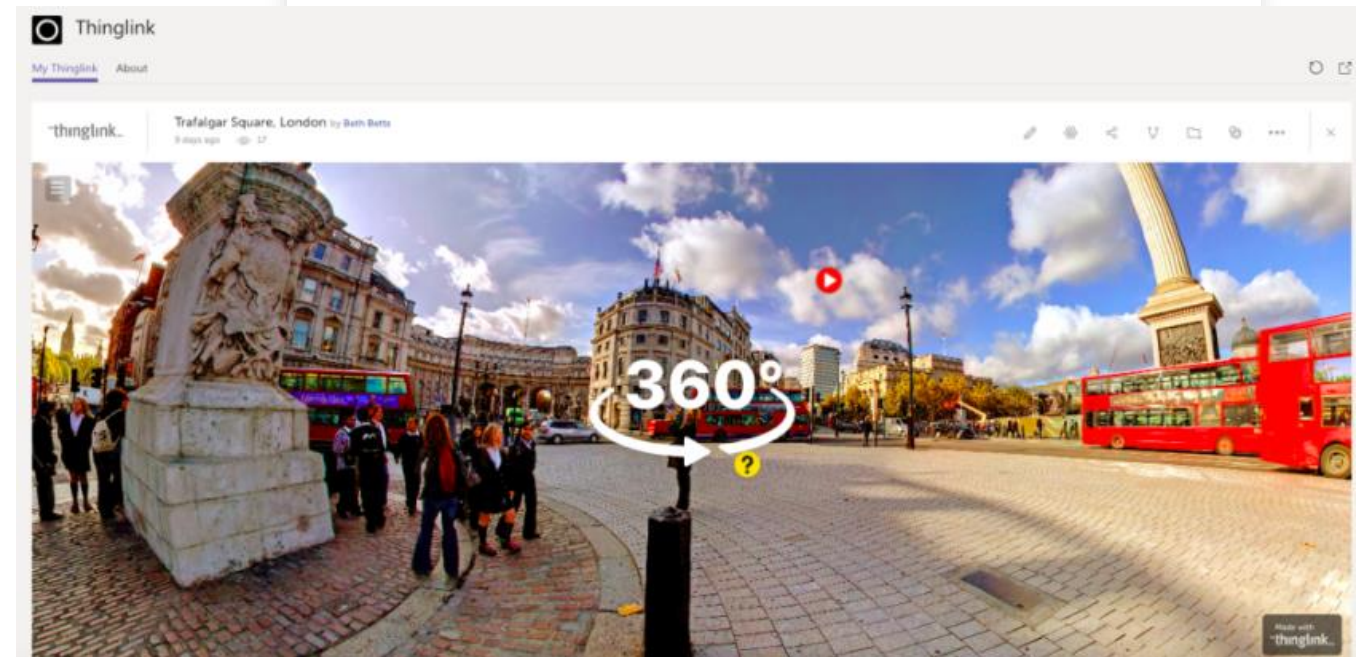 Thinglink
My Thinglink About
thinglink..
Trafalgar Square, London by Beth Betts
9 days ago 17
360°
?
Made with
thinglink..